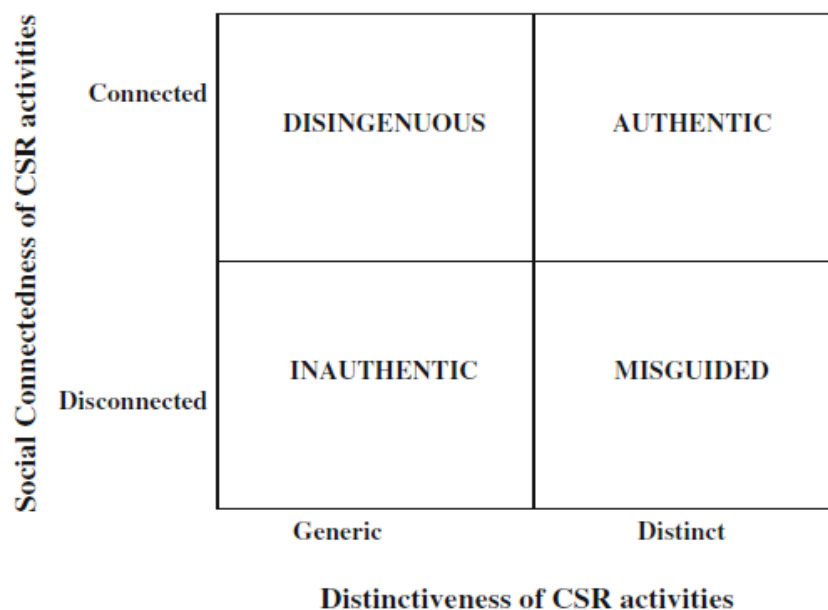 Social Connectedness of CSR activities
Connected
DISINGENUOUS
AUTHENTIC
Disconnected
INAUTHENTIC
MISGUIDED
Generic
Distinct
Distinctiveness of CSR activities